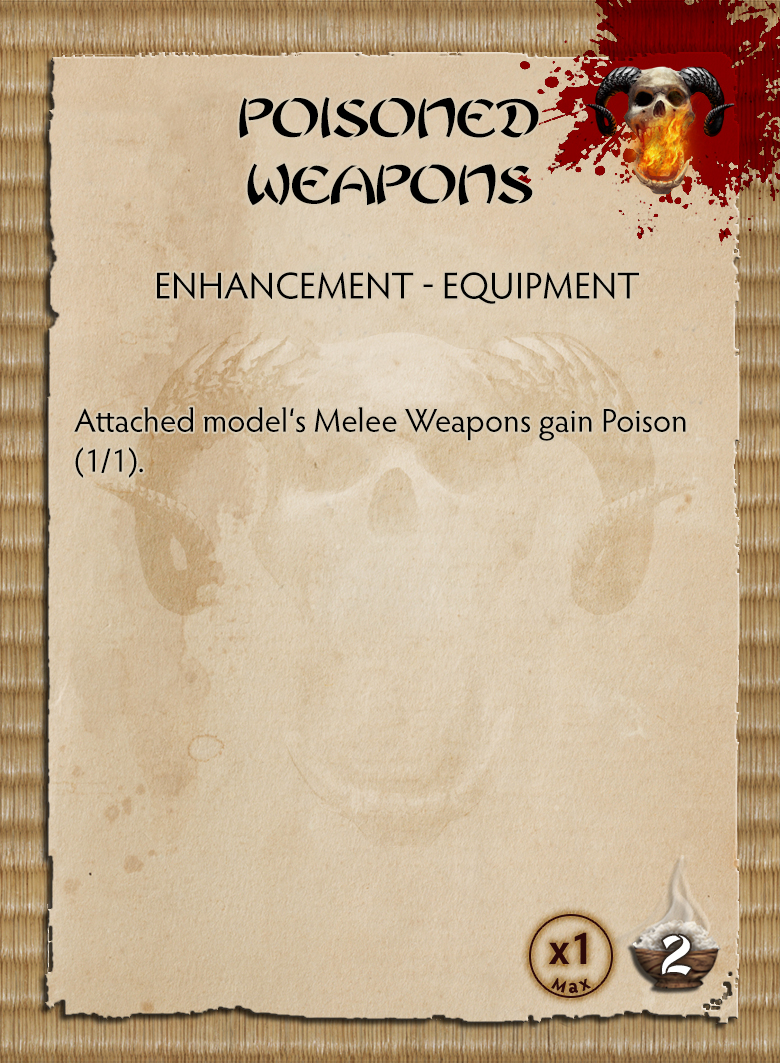 POISONED
WEAPONS
ENHANCEMENT - EQUIPMENT
Attached model's Melee Weapons gain Poison
(1/1).
x1
Max
2